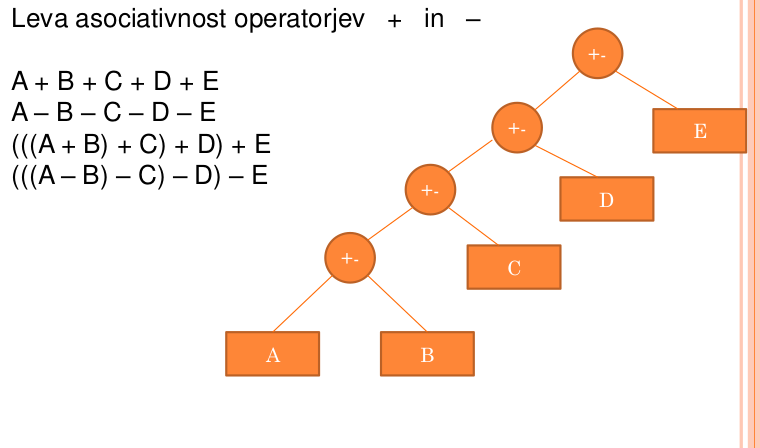 Leva asociativnost operatorjev + in –
A + B + C + D + E
A – B – C – D – E
(((A + B) + C) + D) + E
(((A – B) – C) – D) – E
+-
+-
E
+-
D
+-
C
A
B